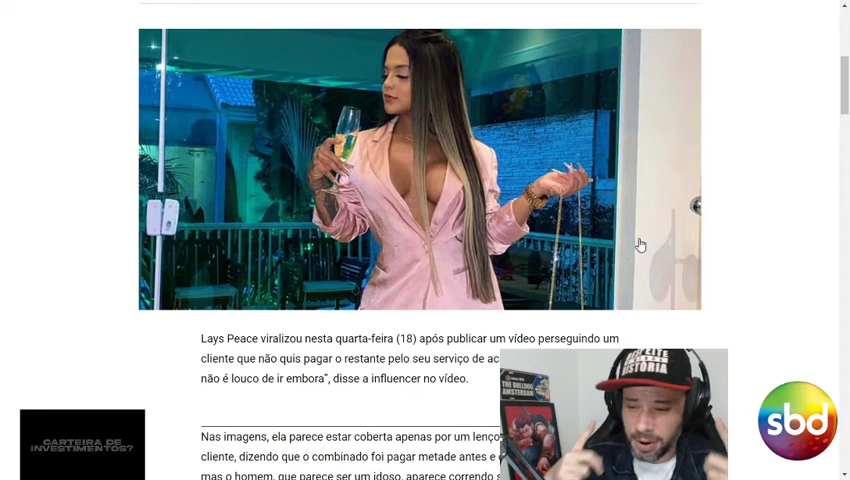 Lays Peace viralizou nesta quarta-feira (18) após publicar um vídeo perseguindo um
cliente que não quis pagar o restante pelo seu serviço de
não é louco de ir embora”, disse a influencer no vídeo.
Nas imagens, ela parece estar coberta apenas por um
cliente, dizendo que o combinado foi pagar metade antes e
mas o homem, que parece ser um idoso, aparece correndo
CARTEIRA DE
INVESTIMENTOS?
THE BULLDOG
AMSTERDAM
HISTORIA
sbd